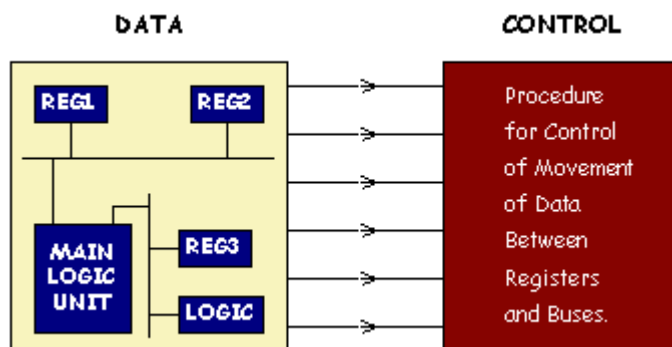 DATA
CONTROL
REG1
REG2
MAIN
LOGIC
UNIT
REG3
LOGIC
Procedure
for Control
of Movement
of Data
Between
Registers
and Buses.